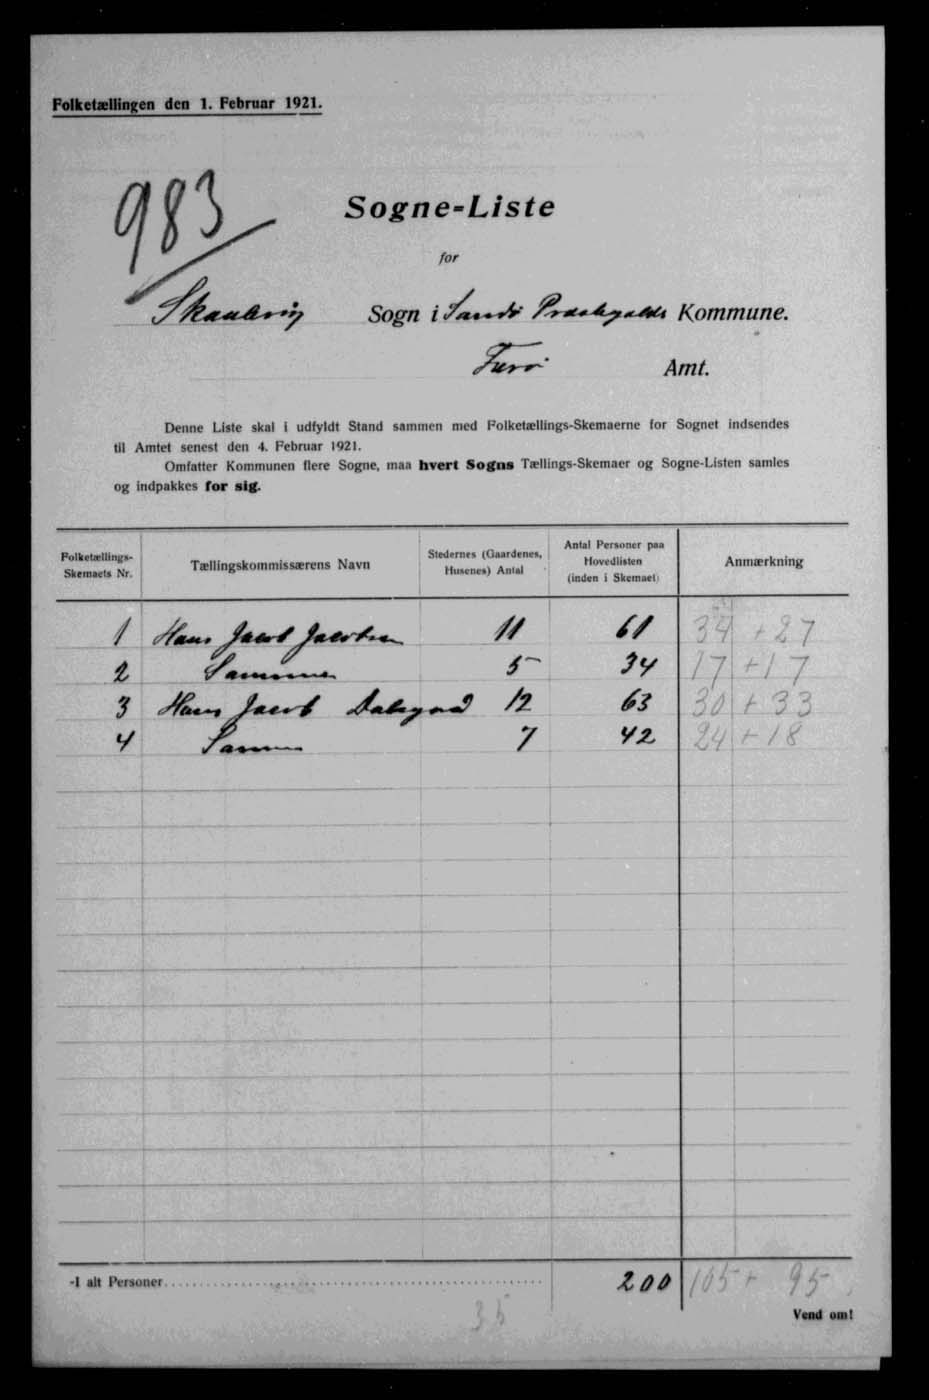 Folketællingen den 1. Februar 1921.
983
Sogne-Liste
for
Skaalevig Sogn i Sandø Præstegjelds Kommune.
Færø Amt.
Denne Liste skal i udfyldt Stand sammen med Folketællings-Skemaerne for Sognet indsendes
til Amtet senest den 4. Februar 1921.
Omfatter Kommunen flere Sogne, maa hvert Sogns Tællings-Skemaer og Sogne-Listen samles
og indpakkes for sig.
Folketællings-
Skemaets Nr.
Tællingskommissærens Navn
Stedernes (Gaardenes,
Husenes) Antal
Antal Personer paa
Hovedlisten
(inden i Skemaet)
Anmærkning
1 Hans Jacob Jacobsen 11 61 34 + 27
2 Samme 5 34 17 + 17
3 Hans Jacob Dalsgaard 12 63 30 + 33
4 Samme 7 42 24 + 18
I alt Personer 200 105 + 95
35
Vend om!